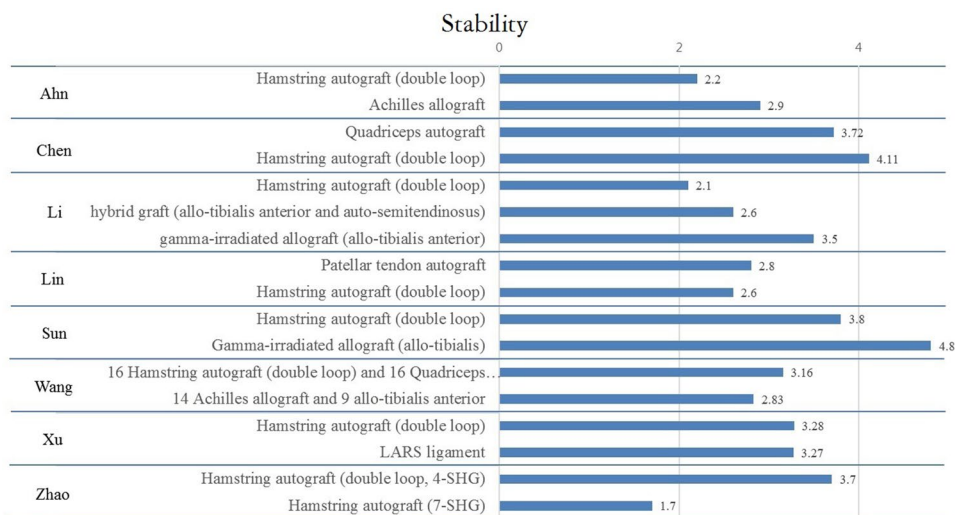 Stability
0 2 4
Ahn
Hamstring autograft (double loop) 2.2
Achilles allograft 2.9
Chen
Quadriceps autograft 3.72
Hamstring autograft (double loop) 4.11
Li
Hamstring autograft (double loop) 2.1
hybrid graft (allo-tibialis anterior and auto-semitendinosus) 2.6
gamma-irradiated allograft (allo-tibialis anterior) 3.5
Lin
Patellar tendon autograft 2.8
Hamstring autograft (double loop) 2.6
Sun
Hamstring autograft (double loop) 3.8
Gamma-irradiated allograft (allo-tibialis) 4.8
Wang
16 Hamstring autograft (double loop) and 16 Quadriceps… 3.16
14 Achilles allograft and 9 allo-tibialis anterior 2.83
Xu
Hamstring autograft (double loop) 3.28
LARS ligament 3.27
Zhao
Hamstring autograft (double loop, 4-SHG) 3.7
Hamstring autograft (7-SHG) 1.7